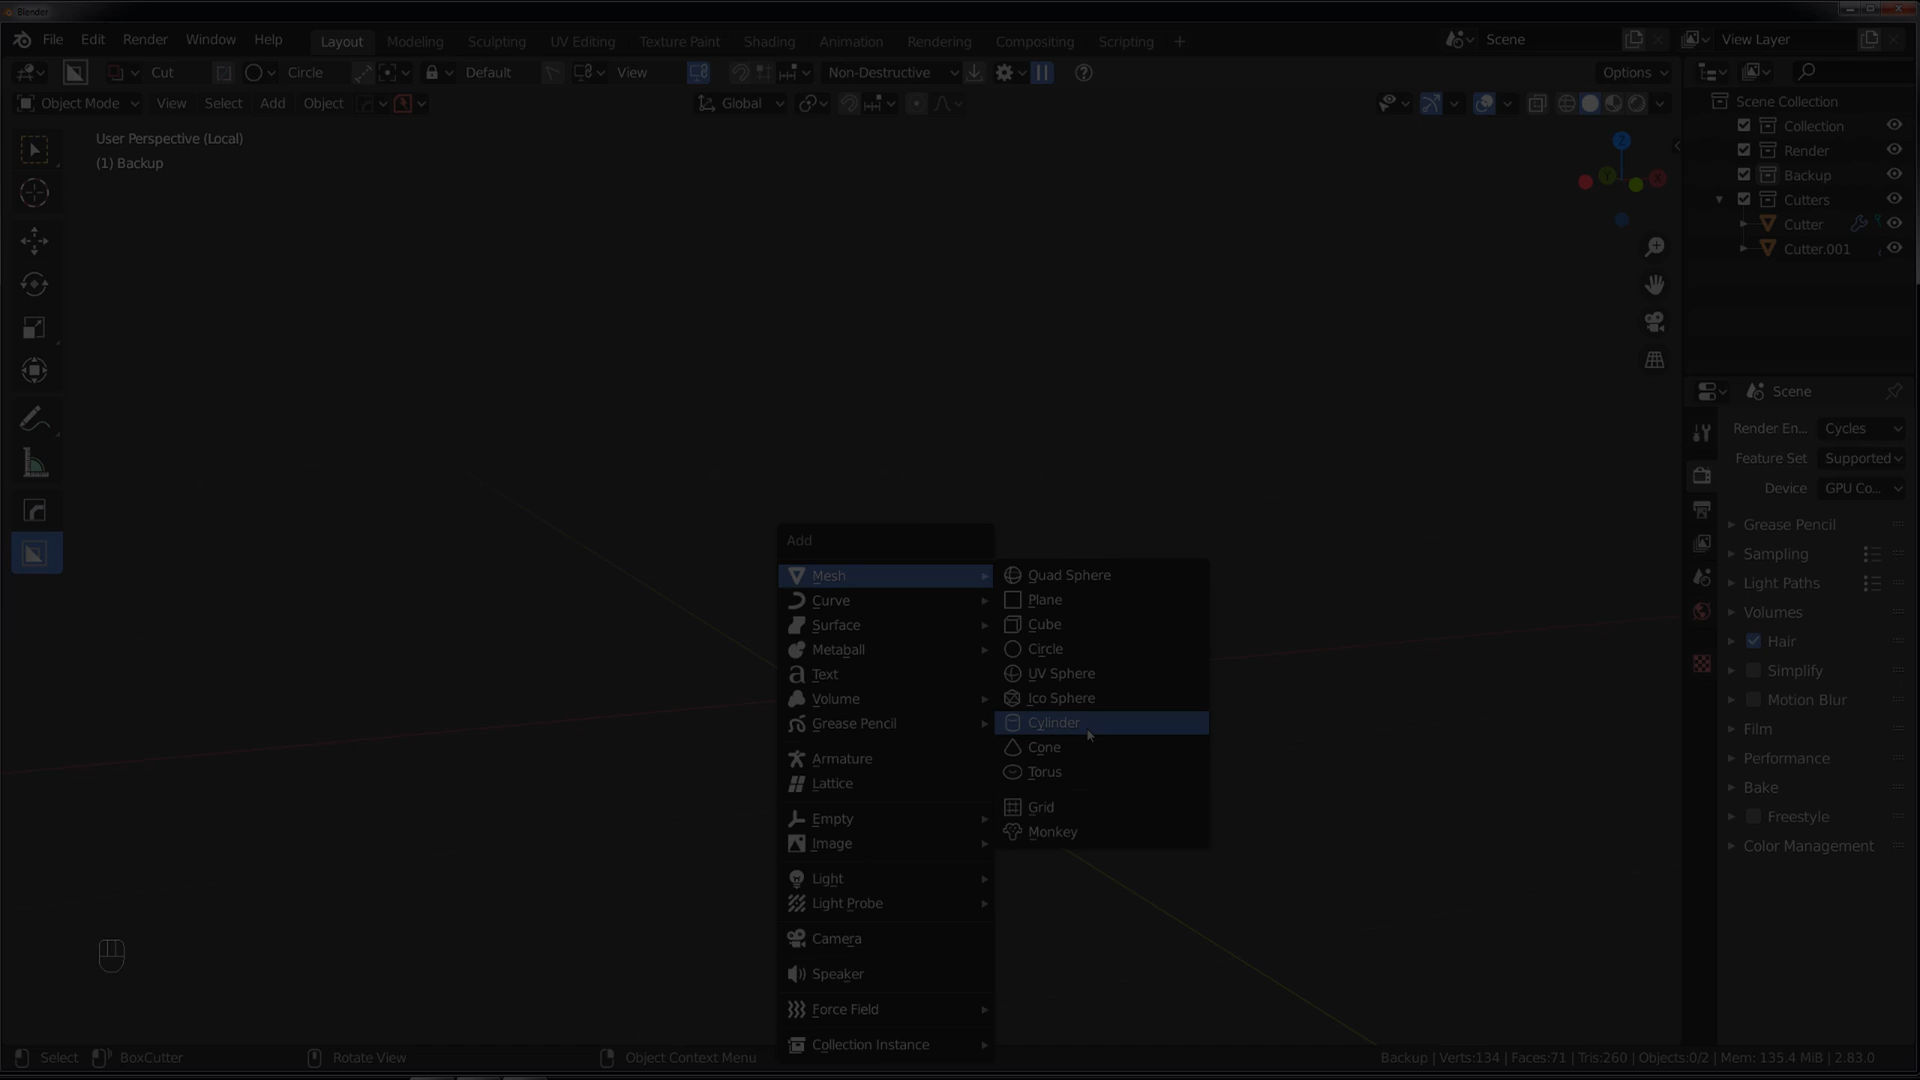 Blender
File Edit Render Window Help Layout Modeling Sculpting UV Editing Texture Paint Shading Animation Rendering Compositing Scripting + Scene View Layer
Cut Circle Default View Non-Destructive Options
Object Mode View Select Add Object Global
User Perspective (Local)
(1) Backup
Z
Y
X
Scene Collection
Collection
Render
Backup
Cutters
Cutter
Cutter.001
Scene
Render En... Cycles
Feature Set Supported
Device GPU Co...
Grease Pencil
Sampling
Light Paths
Volumes
Hair
Simplify
Motion Blur
Film
Performance
Bake
Freestyle
Color Management
Add
Mesh
Curve
Surface
Metaball
Text
Volume
Grease Pencil
Armature
Lattice
Empty
Image
Light
Light Probe
Camera
Speaker
Force Field
Collection Instance
Quad Sphere
Plane
Cube
Circle
UV Sphere
Ico Sphere
Cylinder
Cone
Torus
Grid
Monkey
Select BoxCutter Rotate View Object Context Menu Backup | Verts:134 | Faces:71 | Tris:260 | Objects:0/2 | Mem: 135.4 MiB | 2.83.0